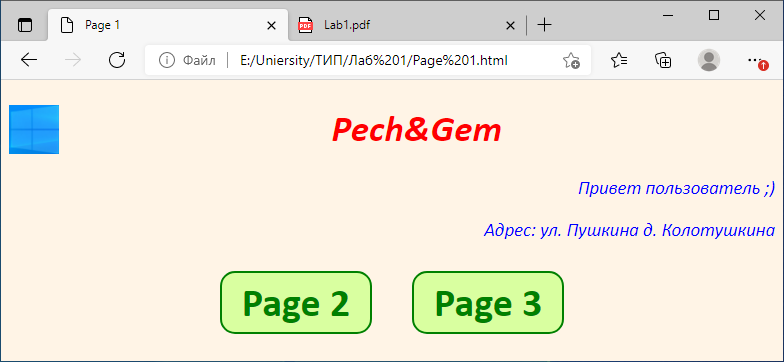 Page 1
Lab1.pdf
Файл
E:/Uniersity/ТИП/Лаб%201/Page%201.html
Pech&Gem
Привет пользователь ;)
Адрес: ул. Пушкина д. Колотушкина
Page 2
Page 3